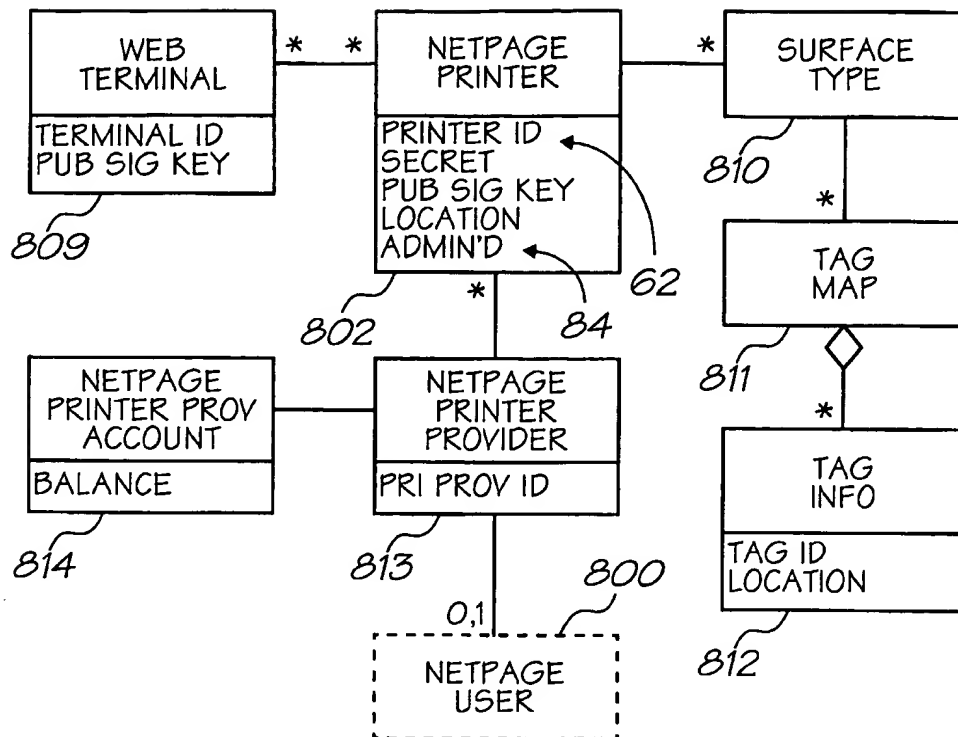 WEB
TERMINAL
TERMINAL ID
PUB SIG KEY
809
* *
NETPAGE
PRINTER
PRINTER ID
SECRET
PUB SIG KEY
LOCATION
ADMIN'D
802
62
84
*
SURFACE
TYPE
810
*
TAG
MAP
811
*
TAG
INFO
TAG ID
LOCATION
812
*
NETPAGE
PRINTER PROV
ACCOUNT
BALANCE
814
NETPAGE
PRINTER
PROVIDER
PRI PROV ID
813
800
0,1
NETPAGE
USER